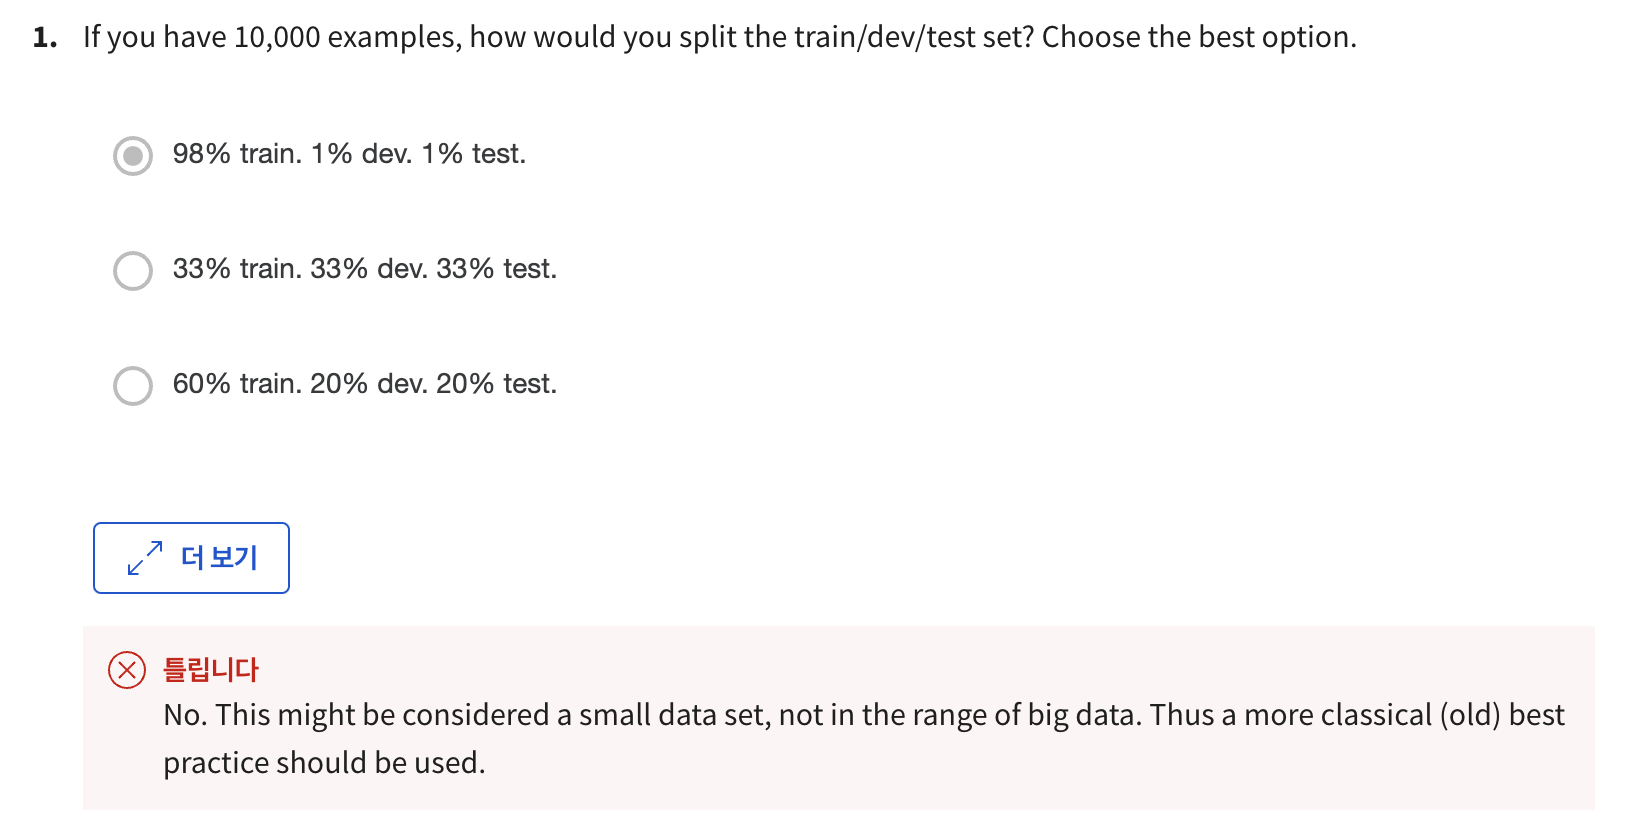 1. If you have 10,000 examples, how would you split the train/dev/test set? Choose the best option.
98% train. 1% dev. 1% test.
33% train. 33% dev. 33% test.
60% train. 20% dev. 20% test.
더 보기
틀립니다
No. This might be considered a small data set, not in the range of big data. Thus a more classical (old) best
practice should be used.